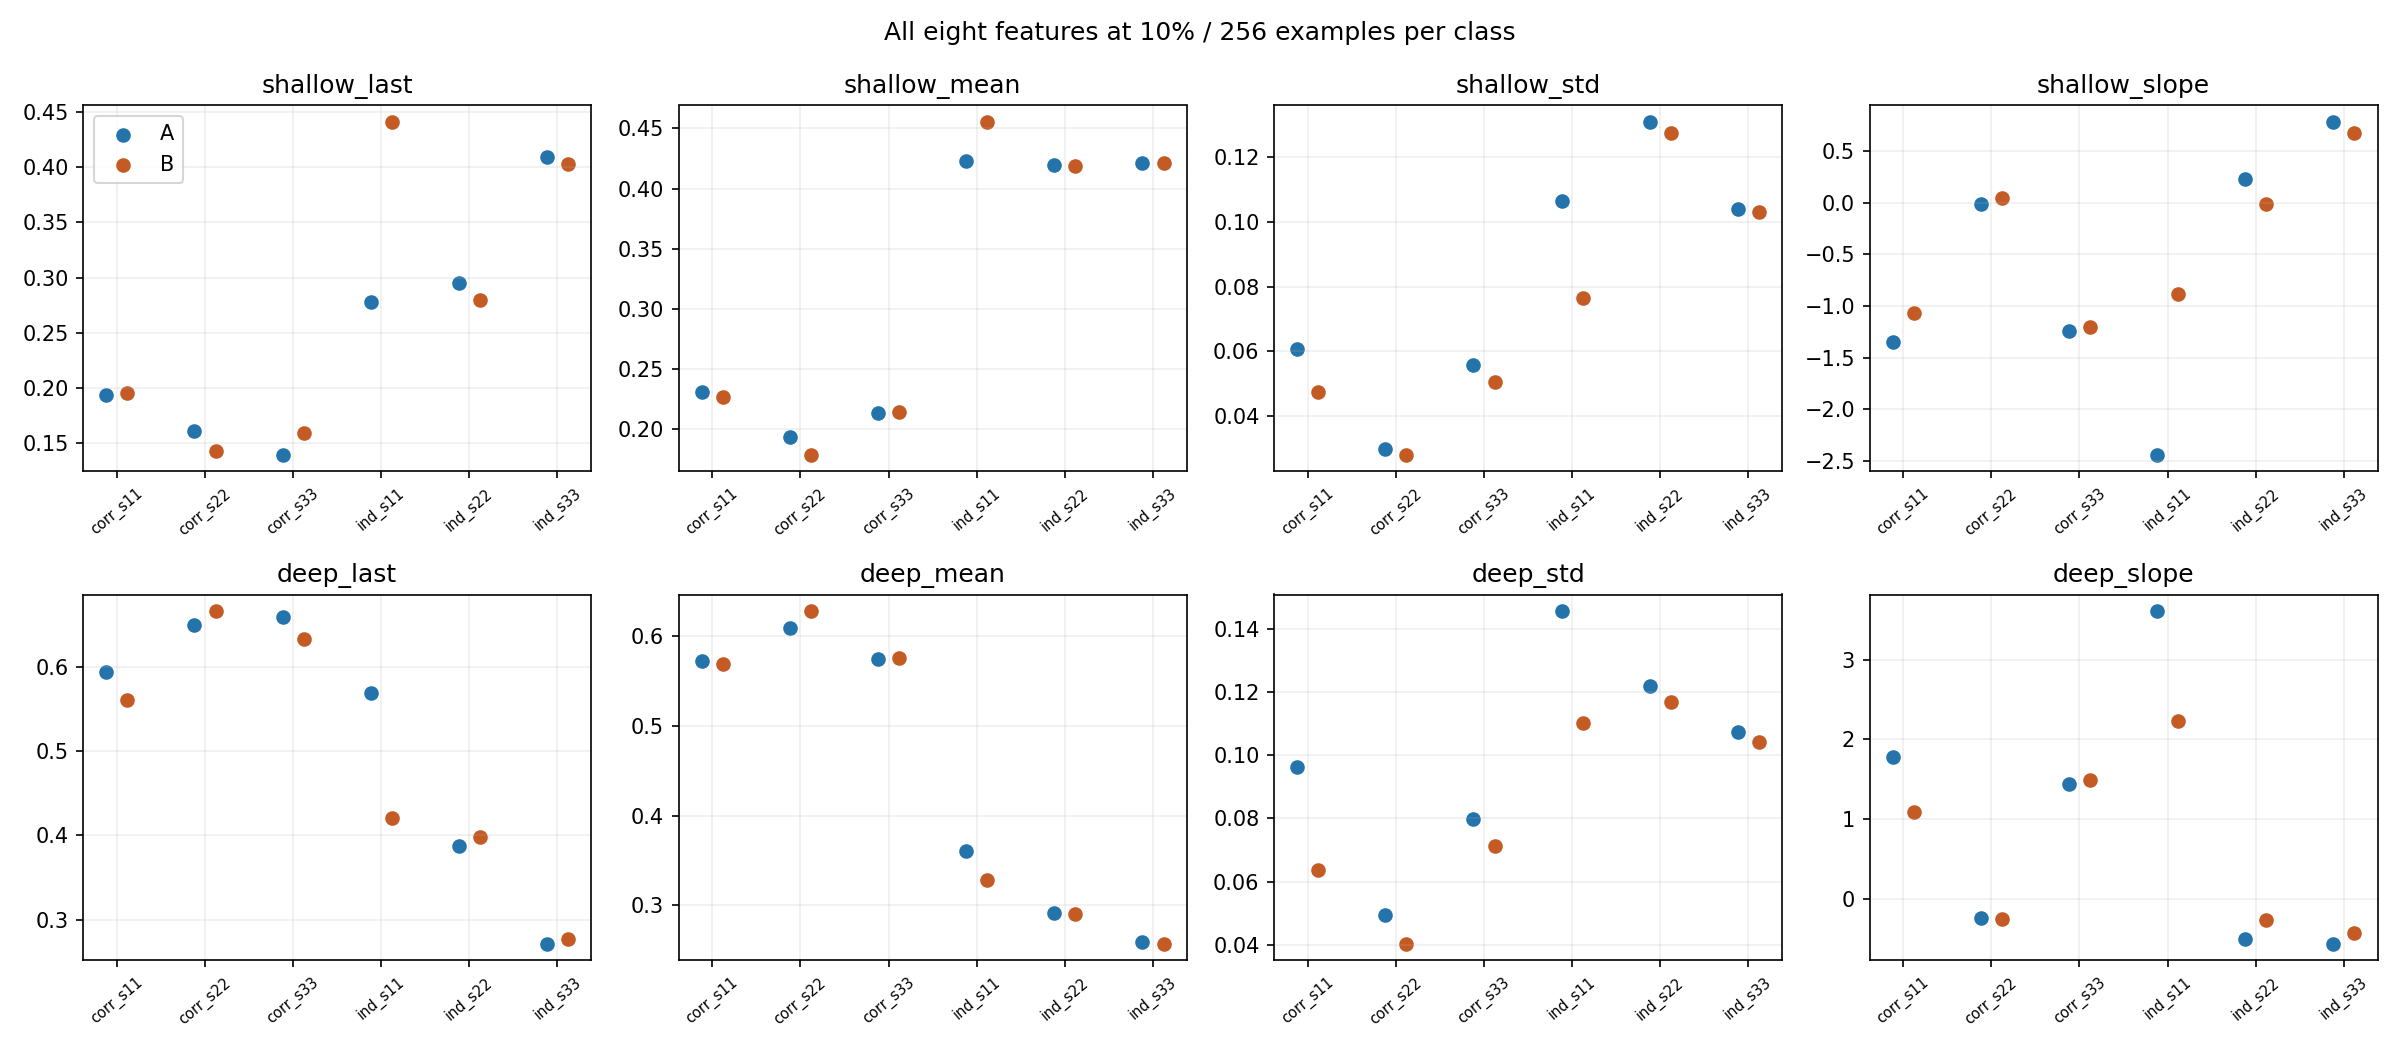 All eight features at 10% / 256 examples per class
shallow_last
0.45
0.40
0.35
0.30
0.25
0.20
0.15
A
B
corr_s11
corr_s22
corr_s33
ind_s11
ind_s22
ind_s33
shallow_mean
0.45
0.40
0.35
0.30
0.25
0.20
corr_s11
corr_s22
corr_s33
ind_s11
ind_s22
ind_s33
shallow_std
0.12
0.10
0.08
0.06
0.04
corr_s11
corr_s22
corr_s33
ind_s11
ind_s22
ind_s33
shallow_slope
0.5
0.0
−0.5
−1.0
−1.5
−2.0
−2.5
corr_s11
corr_s22
corr_s33
ind_s11
ind_s22
ind_s33
deep_last
0.6
0.5
0.4
0.3
corr_s11
corr_s22
corr_s33
ind_s11
ind_s22
ind_s33
deep_mean
0.6
0.5
0.4
0.3
corr_s11
corr_s22
corr_s33
ind_s11
ind_s22
ind_s33
deep_std
0.14
0.12
0.10
0.08
0.06
0.04
corr_s11
corr_s22
corr_s33
ind_s11
ind_s22
ind_s33
deep_slope
3
2
1
0
corr_s11
corr_s22
corr_s33
ind_s11
ind_s22
ind_s33